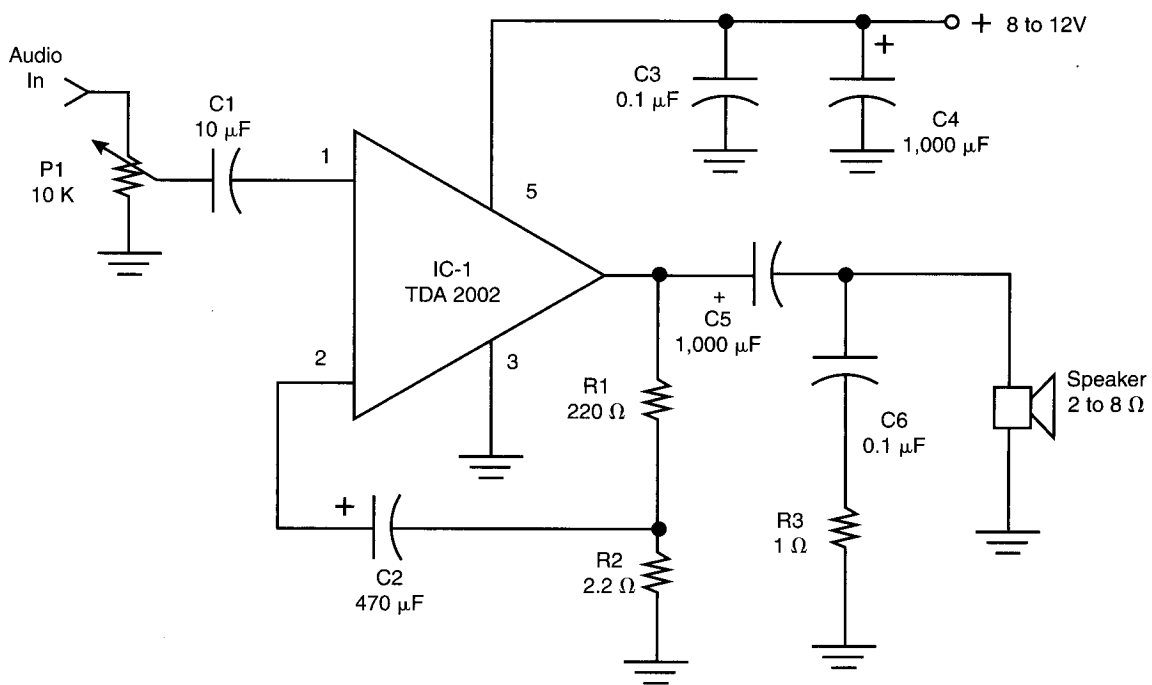 + 8 to 12V
Audio
In
C3
0.1 μF
+
C4
1,000 μF
C1
10 μF
P1
10 K
1
5
IC-1
TDA 2002
+
C5
1,000 μF
2
3
R1
220 Ω
Speaker
2 to 8 Ω
C6
0.1 μF
+
C2
470 μF
R2
2.2 Ω
R3
1 Ω